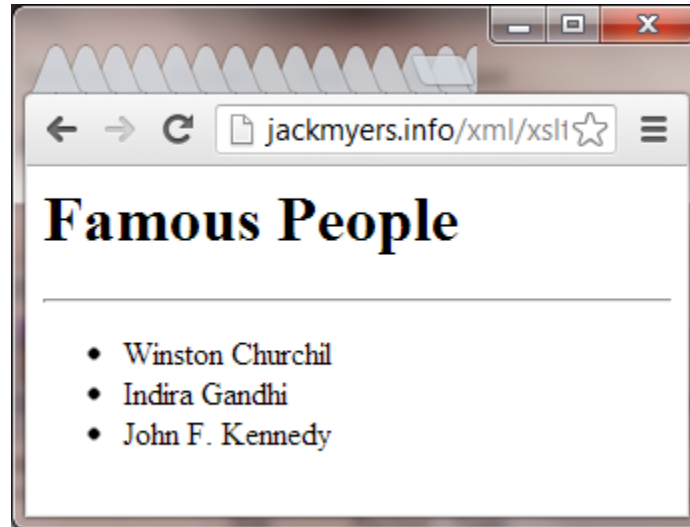 jackmyers.info/xml/xslt
Famous People
Winston Churchil
Indira Gandhi
John F. Kennedy